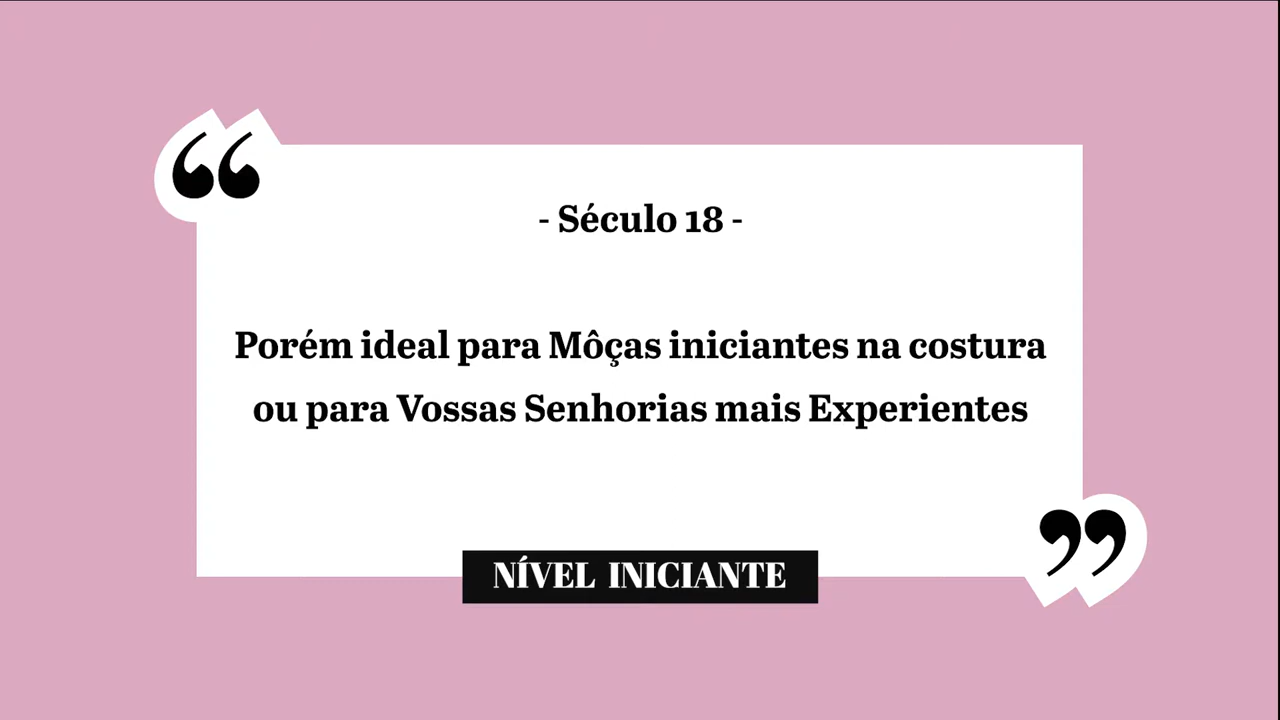 - Século 18 -
Porém ideal para Môças iniciantes na costura
ou para Vossas Senhorias mais Experientes
NÍVEL INICIANTE